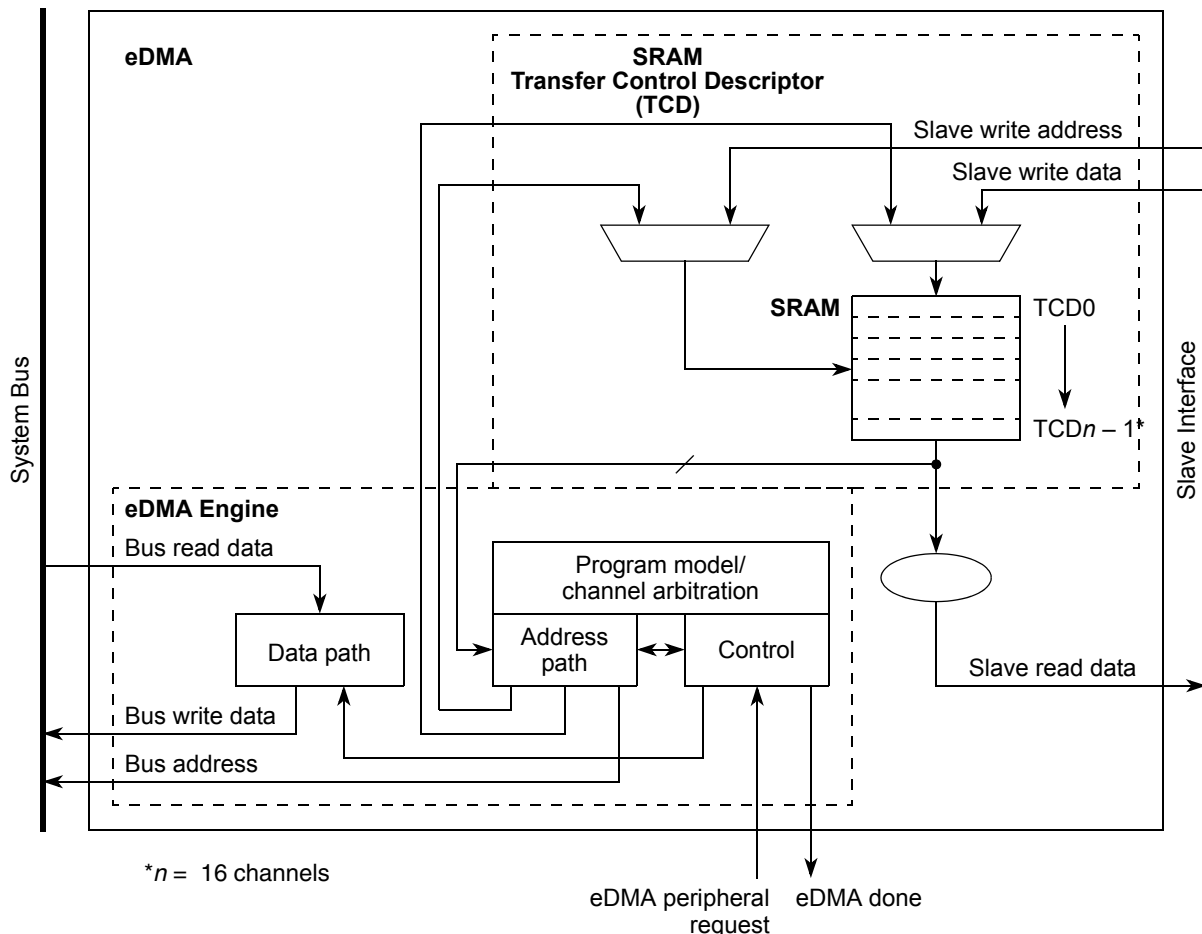 eDMA
SRAM
Transfer Control Descriptor
(TCD)
Slave write address
Slave write data
SRAM
TCD0
TCDn – 1*
System Bus
Slave Interface
eDMA Engine
Bus read data
Program model/
channel arbitration
Data path
Address
path
Control
Slave read data
Bus write data
Bus address
*n = 16 channels
eDMA peripheral
request
eDMA done